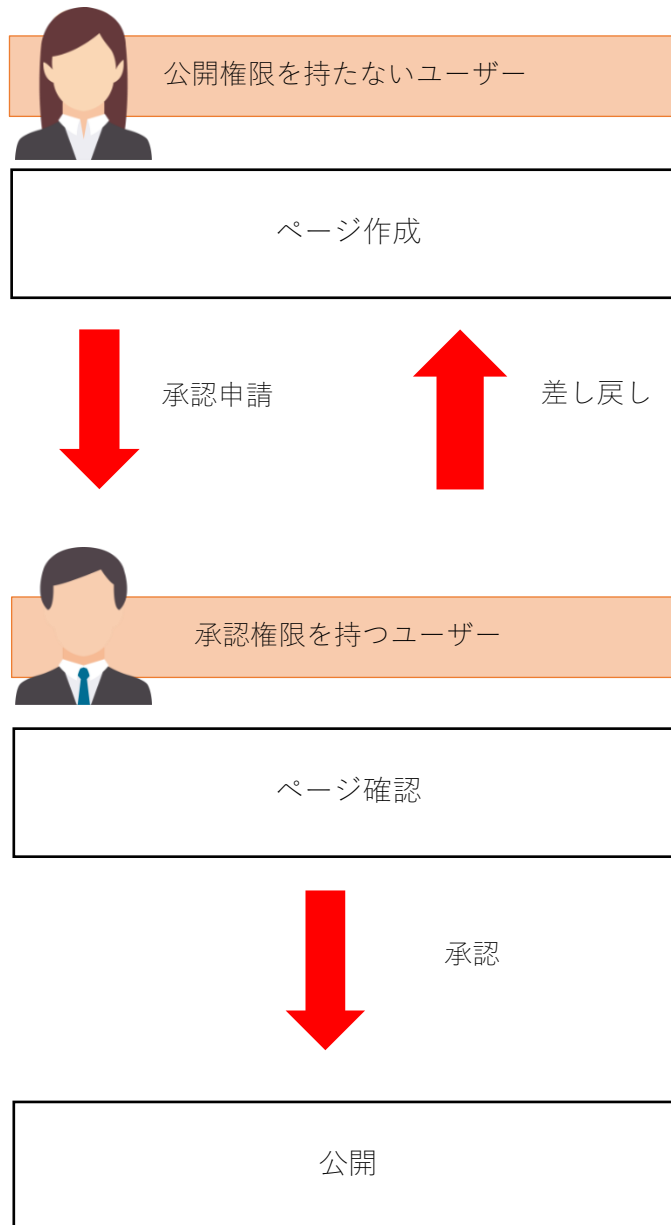 公開権限を持たないユーザー
ページ作成
承認申請
差し戻し
承認権限を持つユーザー
ページ確認
承認
公開